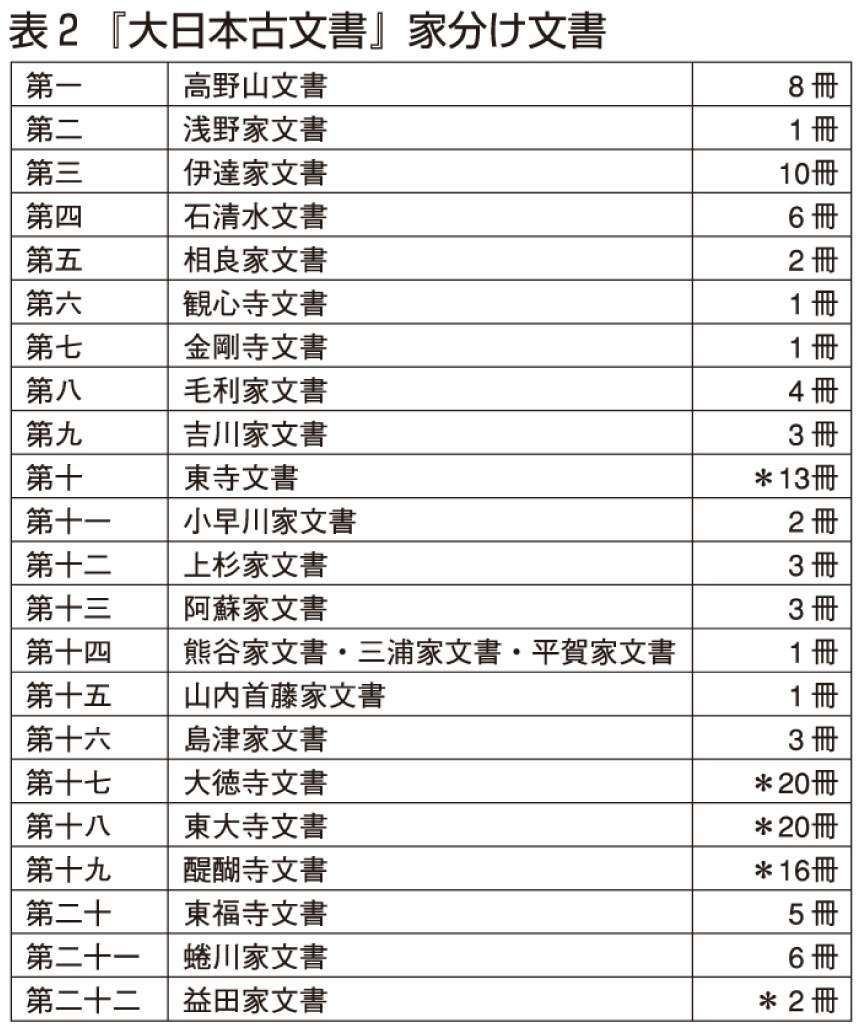 表2『大日本古文書』家分け文書
第一 高野山文書 8冊
第二 浅野家文書 1冊
第三 伊達家文書 10冊
第四 石清水文書 6冊
第五 相良家文書 2冊
第六 観心寺文書 1冊
第七 金剛寺文書 1冊
第八 毛利家文書 4冊
第九 吉川家文書 3冊
第十 東寺文書 ＊13冊
第十一 小早川家文書 2冊
第十二 上杉家文書 3冊
第十三 阿蘇家文書 3冊
第十四 熊谷家文書・三浦家文書・平賀家文書 1冊
第十五 山内首藤家文書 1冊
第十六 島津家文書 3冊
第十七 大徳寺文書 ＊20冊
第十八 東大寺文書 ＊20冊
第十九 醍醐寺文書 ＊16冊
第二十 東福寺文書 5冊
第二十一 蜷川家文書 6冊
第二十二 益田家文書 ＊2冊